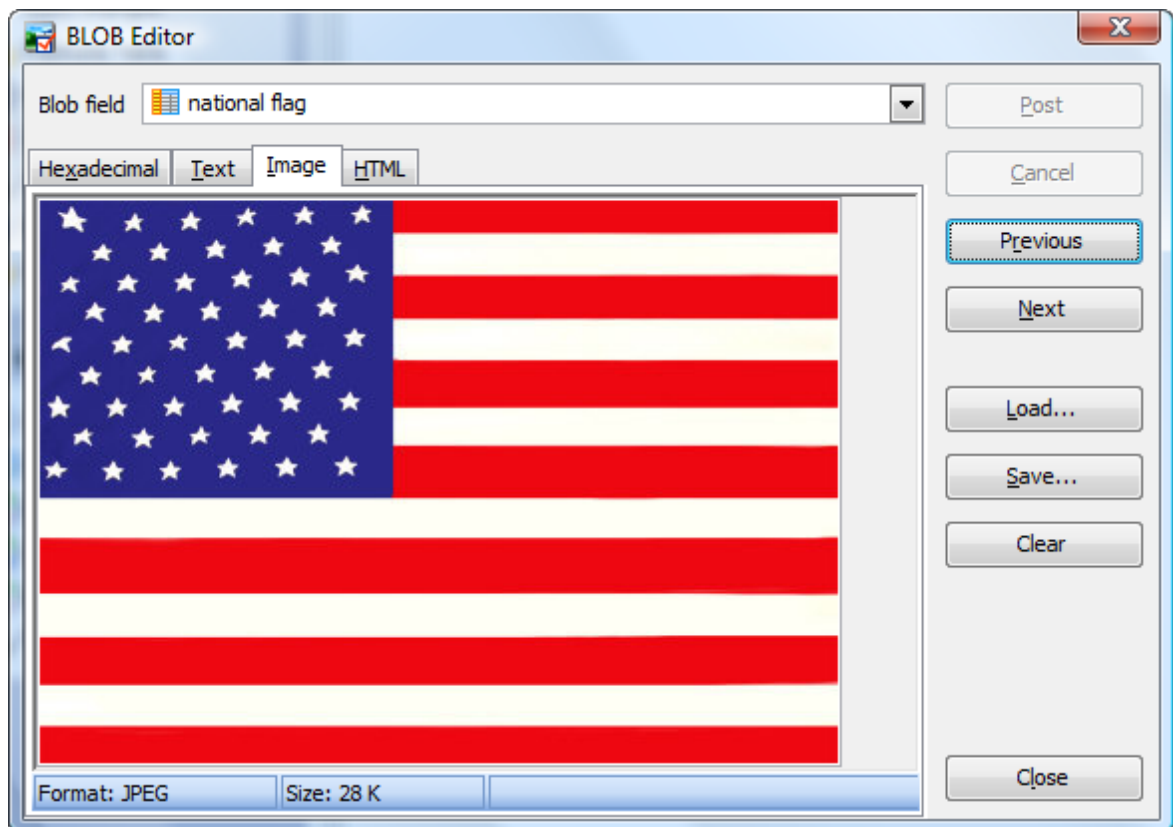 BLOB Editor
Blob field national flag
Post
Hexadecimal Text Image HTML
Cancel
Previous
Next
Load...
Save...
Clear
Close
Format: JPEG Size: 28 K